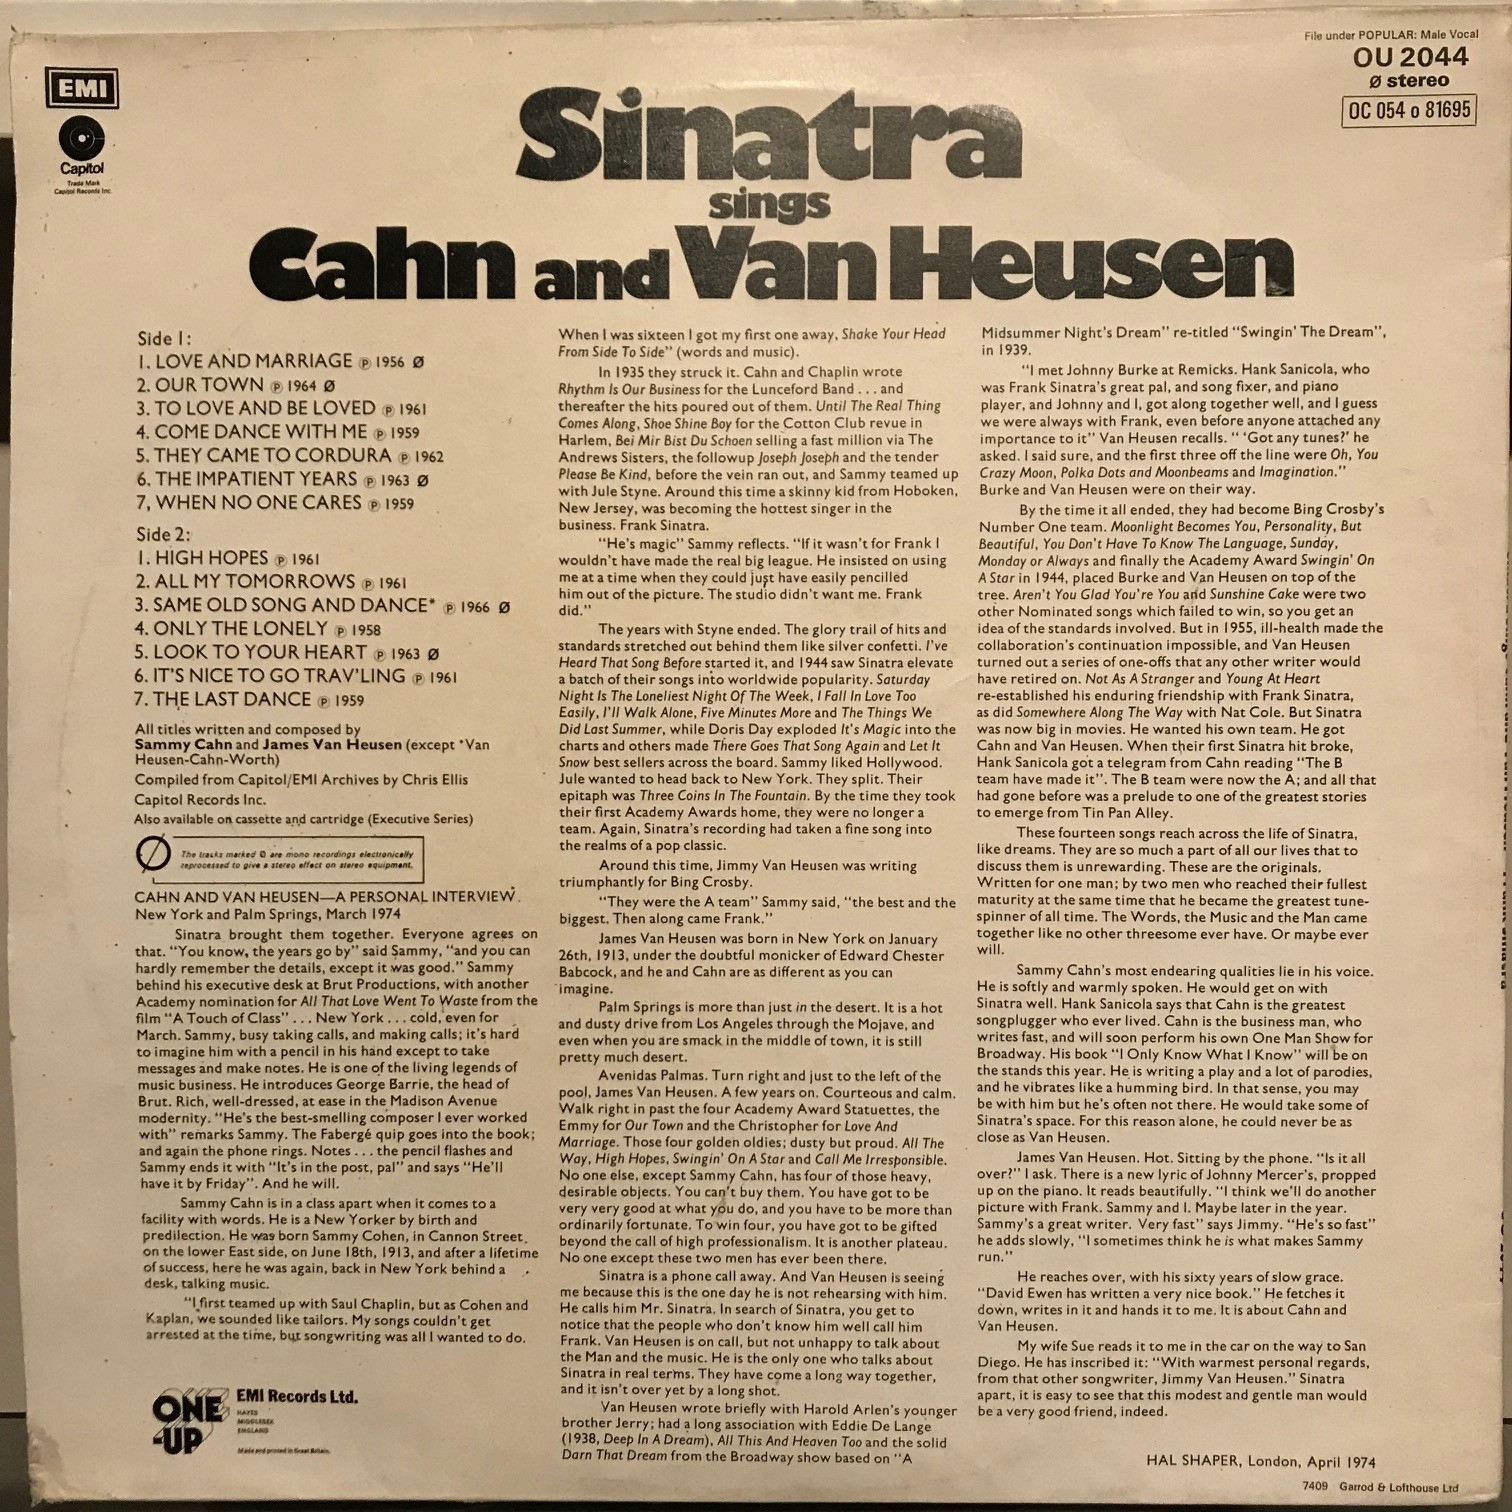 File under POPULAR: Male Vocal
OU 2044
Ø stereo
OC 054 o 81695
EMI
Capitol
Trade Mark
Capitol Records Inc.
Sinatra
sings
Cahn and Van Heusen
Side 1:
1. LOVE AND MARRIAGE ℗ 1956 Ø
2. OUR TOWN ℗ 1964 Ø
3. TO LOVE AND BE LOVED ℗ 1961
4. COME DANCE WITH ME ℗ 1959
5. THEY CAME TO CORDURA ℗ 1962
6. THE IMPATIENT YEARS ℗ 1963 Ø
7, WHEN NO ONE CARES ℗ 1959
Side 2:
1. HIGH HOPES ℗ 1961
2. ALL MY TOMORROWS ℗ 1961
3. SAME OLD SONG AND DANCE* ℗ 1966 Ø
4. ONLY THE LONELY ℗ 1958
5. LOOK TO YOUR HEART ℗ 1963 Ø
6. IT'S NICE TO GO TRAV'LING ℗ 1961
7. THE LAST DANCE ℗ 1959
All titles written and composed by
Sammy Cahn and James Van Heusen (except *Van
Heusen-Cahn-Worth)
Compiled from Capitol/EMI Archives by Chris Ellis
Capitol Records Inc.
Also available on cassette and cartridge (Executive Series)
Ø The tracks marked Ø are mono recordings electronically
reprocessed to give a stereo effect on stereo equipment.
CAHN AND VAN HEUSEN—A PERSONAL INTERVIEW.
New York and Palm Springs, March 1974
Sinatra brought them together. Everyone agrees on
that. "You know, the years go by" said Sammy, "and you can
hardly remember the details, except it was good." Sammy
behind his executive desk at Brut Productions, with another
Academy nomination for All That Love Went To Waste from the
film "A Touch of Class" . . . New York . . . cold, even for
March. Sammy, busy taking calls, and making calls; it's hard
to imagine him with a pencil in his hand except to take
messages and make notes. He is one of the living legends of
music business. He introduces George Barrie, the head of
Brut. Rich, well-dressed, at ease in the Madison Avenue
modernity. "He's the best-smelling composer I ever worked
with" remarks Sammy. The Fabergé quip goes into the book;
and again the phone rings. Notes . . . the pencil flashes and
Sammy ends it with "It's in the post, pal" and says "He'll
have it by Friday". And he will.
Sammy Cahn is in a class apart when it comes to a
facility with words. He is a New Yorker by birth and
predilection. He was born Sammy Cohen, in Cannon Street,
on the lower East side, on June 18th, 1913, and after a lifetime
of success, here he was again, back in New York behind a
desk, talking music.
"I first teamed up with Saul Chaplin, but as Cohen and
Kaplan, we sounded like tailors. My songs couldn't get
arrested at the time, but songwriting was all I wanted to do.
ONE
-UP
EMI Records Ltd.
HAYES
MIDDLESEX
ENGLAND
Made and printed in Great Britain.
When I was sixteen I got my first one away, Shake Your Head
From Side To Side" (words and music).
In 1935 they struck it. Cahn and Chaplin wrote
Rhythm Is Our Business for the Lunceford Band . . . and
thereafter the hits poured out of them. Until The Real Thing
Comes Along, Shoe Shine Boy for the Cotton Club revue in
Harlem, Bei Mir Bist Du Schoen selling a fast million via The
Andrews Sisters, the followup Joseph Joseph and the tender
Please Be Kind, before the vein ran out, and Sammy teamed up
with Jule Styne. Around this time a skinny kid from Hoboken,
New Jersey, was becoming the hottest singer in the
business. Frank Sinatra.
"He's magic" Sammy reflects. "If it wasn't for Frank I
wouldn't have made the real big league. He insisted on using
me at a time when they could just have easily pencilled
him out of the picture. The studio didn't want me. Frank
did."
The years with Styne ended. The glory trail of hits and
standards stretched out behind them like silver confetti. I've
Heard That Song Before started it, and 1944 saw Sinatra elevate
a batch of their songs into worldwide popularity. Saturday
Night Is The Loneliest Night Of The Week, I Fall In Love Too
Easily, I'll Walk Alone, Five Minutes More and The Things We
Did Last Summer, while Doris Day exploded It's Magic into the
charts and others made There Goes That Song Again and Let It
Snow best sellers across the board. Sammy liked Hollywood.
Jule wanted to head back to New York. They split. Their
epitaph was Three Coins In The Fountain. By the time they took
their first Academy Awards home, they were no longer a
team. Again, Sinatra's recording had taken a fine song into
the realms of a pop classic.
Around this time, Jimmy Van Heusen was writing
triumphantly for Bing Crosby.
"They were the A team" Sammy said, "the best and the
biggest. Then along came Frank."
James Van Heusen was born in New York on January
26th, 1913, under the doubtful monicker of Edward Chester
Babcock, and he and Cahn are as different as you can
imagine.
Palm Springs is more than just in the desert. It is a hot
and dusty drive from Los Angeles through the Mojave, and
even when you are smack in the middle of town, it is still
pretty much desert.
Avenidas Palmas. Turn right and just to the left of the
pool, James Van Heusen. A few years on. Courteous and calm.
Walk right in past the four Academy Award Statuettes, the
Emmy for Our Town and the Christopher for Love And
Marriage. Those four golden oldies; dusty but proud. All The
Way, High Hopes, Swingin' On A Star and Call Me Irresponsible.
No one else, except Sammy Cahn, has four of those heavy,
desirable objects. You can't buy them. You have got to be
very very good at what you do, and you have to be more than
ordinarily fortunate. To win four, you have got to be gifted
beyond the call of high professionalism. It is another plateau.
No one except these two men has ever been there.
Sinatra is a phone call away. And Van Heusen is seeing
me because this is the one day he is not rehearsing with him.
He calls him Mr. Sinatra. In search of Sinatra, you get to
notice that the people who don't know him well call him
Frank. Van Heusen is on call, but not unhappy to talk about
the Man and the music. He is the only one who talks about
Sinatra in real terms. They have come a long way together,
and it isn't over yet by a long shot.
Van Heusen wrote briefly with Harold Arlen's younger
brother Jerry; had a long association with Eddie De Lange
(1938, Deep In A Dream), All This And Heaven Too and the solid
Darn That Dream from the Broadway show based on "A
Midsummer Night's Dream" re-titled "Swingin' The Dream",
in 1939.
"I met Johnny Burke at Remicks. Hank Sanicola, who
was Frank Sinatra's great pal, and song fixer, and piano
player, and Johnny and I, got along together well, and I guess
we were always with Frank, even before anyone attached any
importance to it" Van Heusen recalls. " 'Got any tunes?' he
asked. I said sure, and the first three off the line were Oh, You
Crazy Moon, Polka Dots and Moonbeams and Imagination."
Burke and Van Heusen were on their way.
By the time it all ended, they had become Bing Crosby's
Number One team. Moonlight Becomes You, Personality, But
Beautiful, You Don't Have To Know The Language, Sunday,
Monday or Always and finally the Academy Award Swingin' On
A Star in 1944, placed Burke and Van Heusen on top of the
tree. Aren't You Glad You're You and Sunshine Cake were two
other Nominated songs which failed to win, so you get an
idea of the standards involved. But in 1955, ill-health made the
collaboration's continuation impossible, and Van Heusen
turned out a series of one-offs that any other writer would
have retired on. Not As A Stranger and Young At Heart
re-established his enduring friendship with Frank Sinatra,
as did Somewhere Along The Way with Nat Cole. But Sinatra
was now big in movies. He wanted his own team. He got
Cahn and Van Heusen. When their first Sinatra hit broke,
Hank Sanicola got a telegram from Cahn reading "The B
team have made it". The B team were now the A; and all that
had gone before was a prelude to one of the greatest stories
to emerge from Tin Pan Alley.
These fourteen songs reach across the life of Sinatra,
like dreams. They are so much a part of all our lives that to
discuss them is unrewarding. These are the originals.
Written for one man; by two men who reached their fullest
maturity at the same time that he became the greatest tune-
spinner of all time. The Words, the Music and the Man came
together like no other threesome ever have. Or maybe ever
will.
Sammy Cahn's most endearing qualities lie in his voice.
He is softly and warmly spoken. He would get on with
Sinatra well. Hank Sanicola says that Cahn is the greatest
songplugger who ever lived. Cahn is the business man, who
writes fast, and will soon perform his own One Man Show for
Broadway. His book "I Only Know What I Know" will be on
the stands this year. He is writing a play and a lot of parodies,
and he vibrates like a humming bird. In that sense, you may
be with him but he's often not there. He would take some of
Sinatra's space. For this reason alone, he could never be as
close as Van Heusen.
James Van Heusen. Hot. Sitting by the phone. "Is it all
over?" I ask. There is a new lyric of Johnny Mercer's, propped
up on the piano. It reads beautifully. "I think we'll do another
picture with Frank. Sammy and I. Maybe later in the year.
Sammy's a great writer. Very fast" says Jimmy. "He's so fast"
he adds slowly, "I sometimes think he is what makes Sammy
run."
He reaches over, with his sixty years of slow grace.
"David Ewen has written a very nice book." He fetches it
down, writes in it and hands it to me. It is about Cahn and
Van Heusen.
My wife Sue reads it to me in the car on the way to San
Diego. He has inscribed it: "With warmest personal regards,
from that other songwriter, Jimmy Van Heusen." Sinatra
apart, it is easy to see that this modest and gentle man would
be a very good friend, indeed.
HAL SHAPER, London, April 1974
7409 Garrod & Lofthouse Ltd